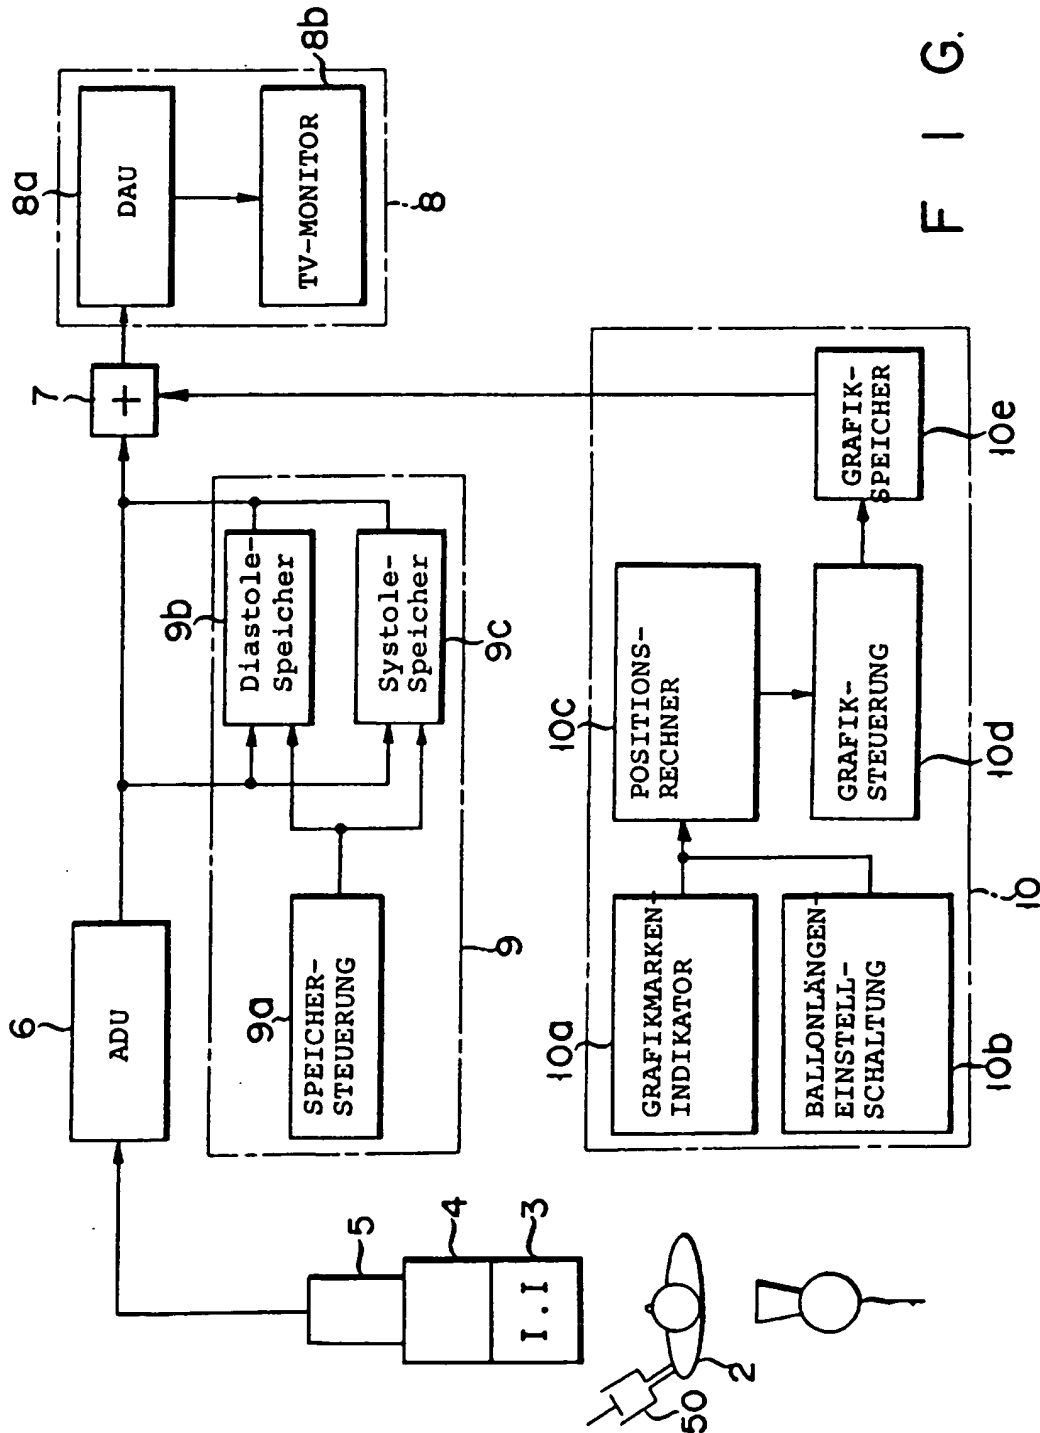 8a
DAU
TV-MONITOR
8b
8
7
+
6
ADU
9b
Diastole-
Speicher
Systole-
Speicher
9c
9a
SPEICHER-
STEUERUNG
9
5
4
3
I.I
2
50
10a
GRAFIKMARKEN-
INDIKATOR
BALLONLÄNGEN-
EINSTELL-
SCHALTUNG
10b
10c
POSITIONS-
RECHNER
GRAFIK-
STEUERUNG
10d
GRAFIK-
SPEICHER
10e
10
F I G.